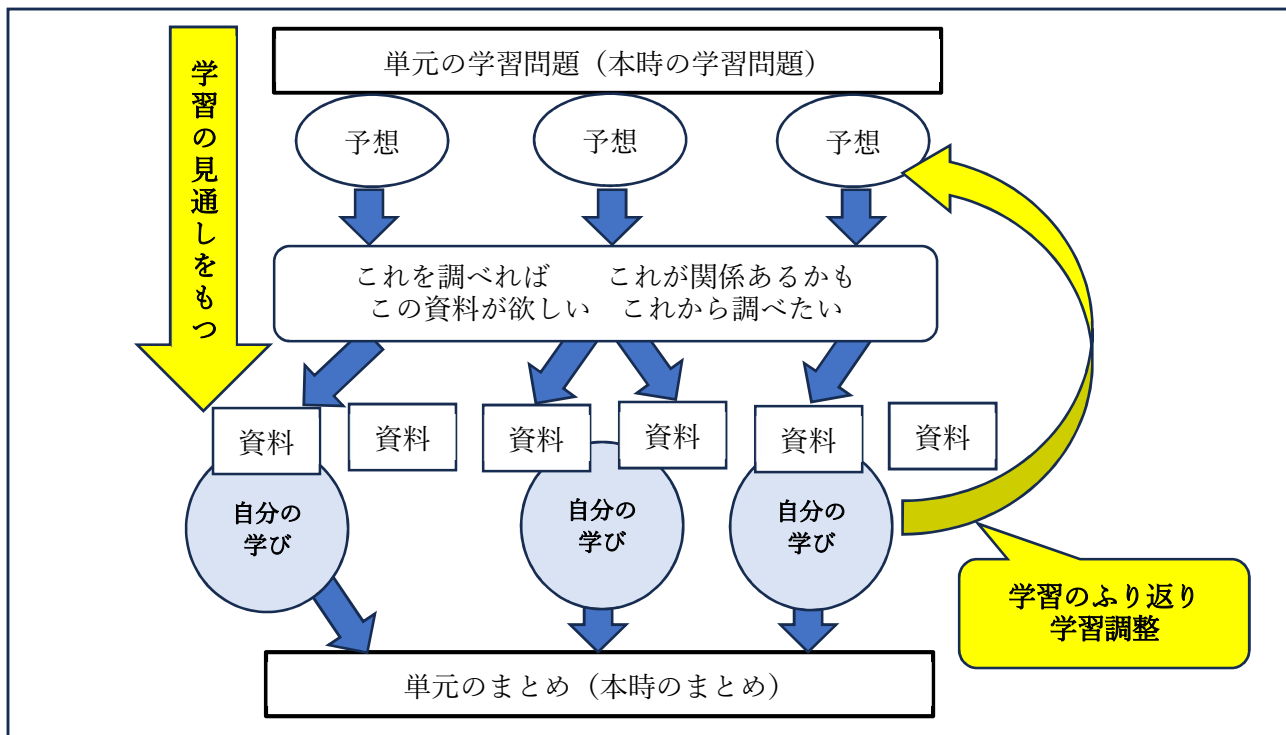 単元の学習問題（本時の学習問題）
学習の見通しをもつ
予想
予想
予想
これを調べれば　これが関係あるかも
この資料が欲しい　これから調べたい
資料
資料
資料
資料
資料
資料
自分の
学び
自分の
学び
自分の
学び
学習のふり返り
学習調整
単元のまとめ（本時のまとめ）